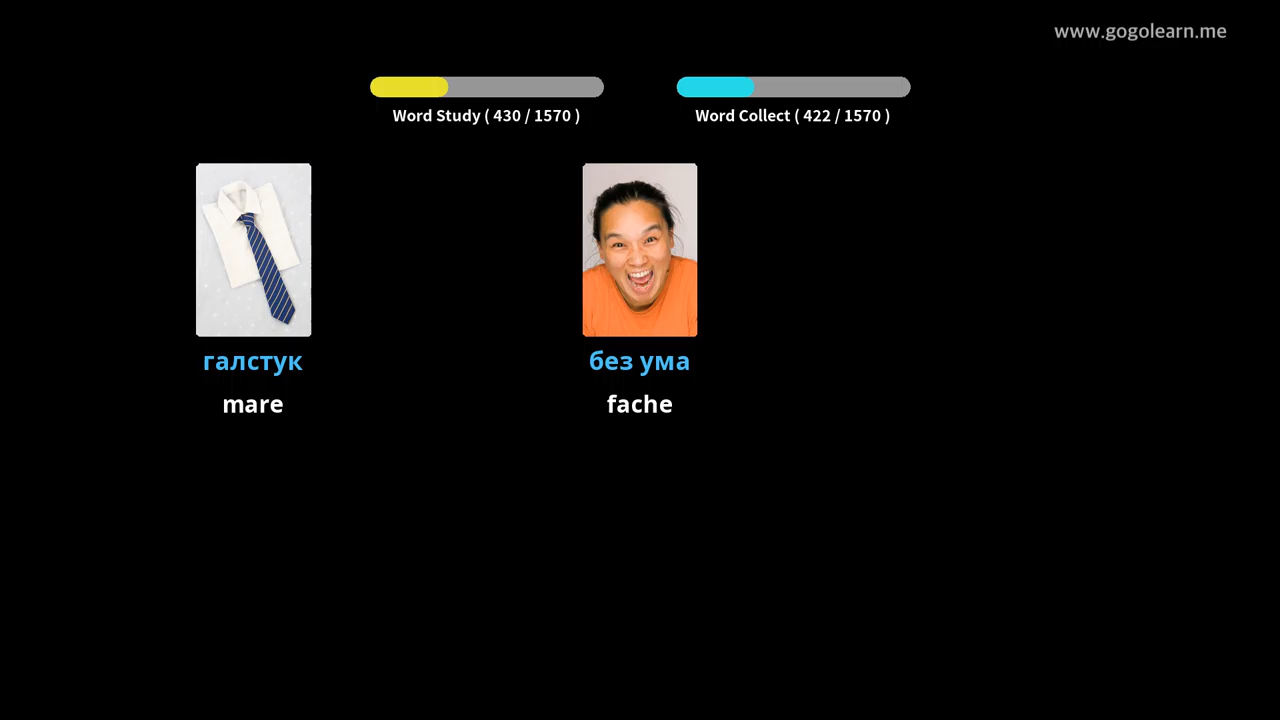 www.gogolearn.me
Word Study ( 430 / 1570 )
Word Collect ( 422 / 1570 )
галстук
без ума
mare
fache